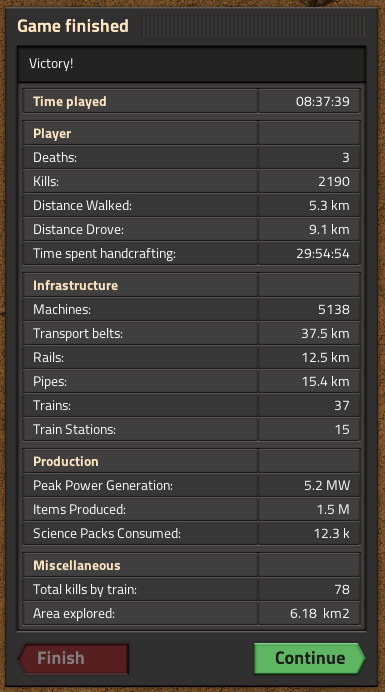 Game finished
Victory!
Time played 08:37:39
Player
Deaths: 3
Kills: 2190
Distance Walked: 5.3 km
Distance Drove: 9.1 km
Time spent handcrafting: 29:54:54
Infrastructure
Machines: 5138
Transport belts: 37.5 km
Rails: 12.5 km
Pipes: 15.4 km
Trains: 37
Train Stations: 15
Production
Peak Power Generation: 5.2 MW
Items Produced: 1.5 M
Science Packs Consumed: 12.3 k
Miscellaneous
Total kills by train: 78
Area explored: 6.18 km2
Finish Continue